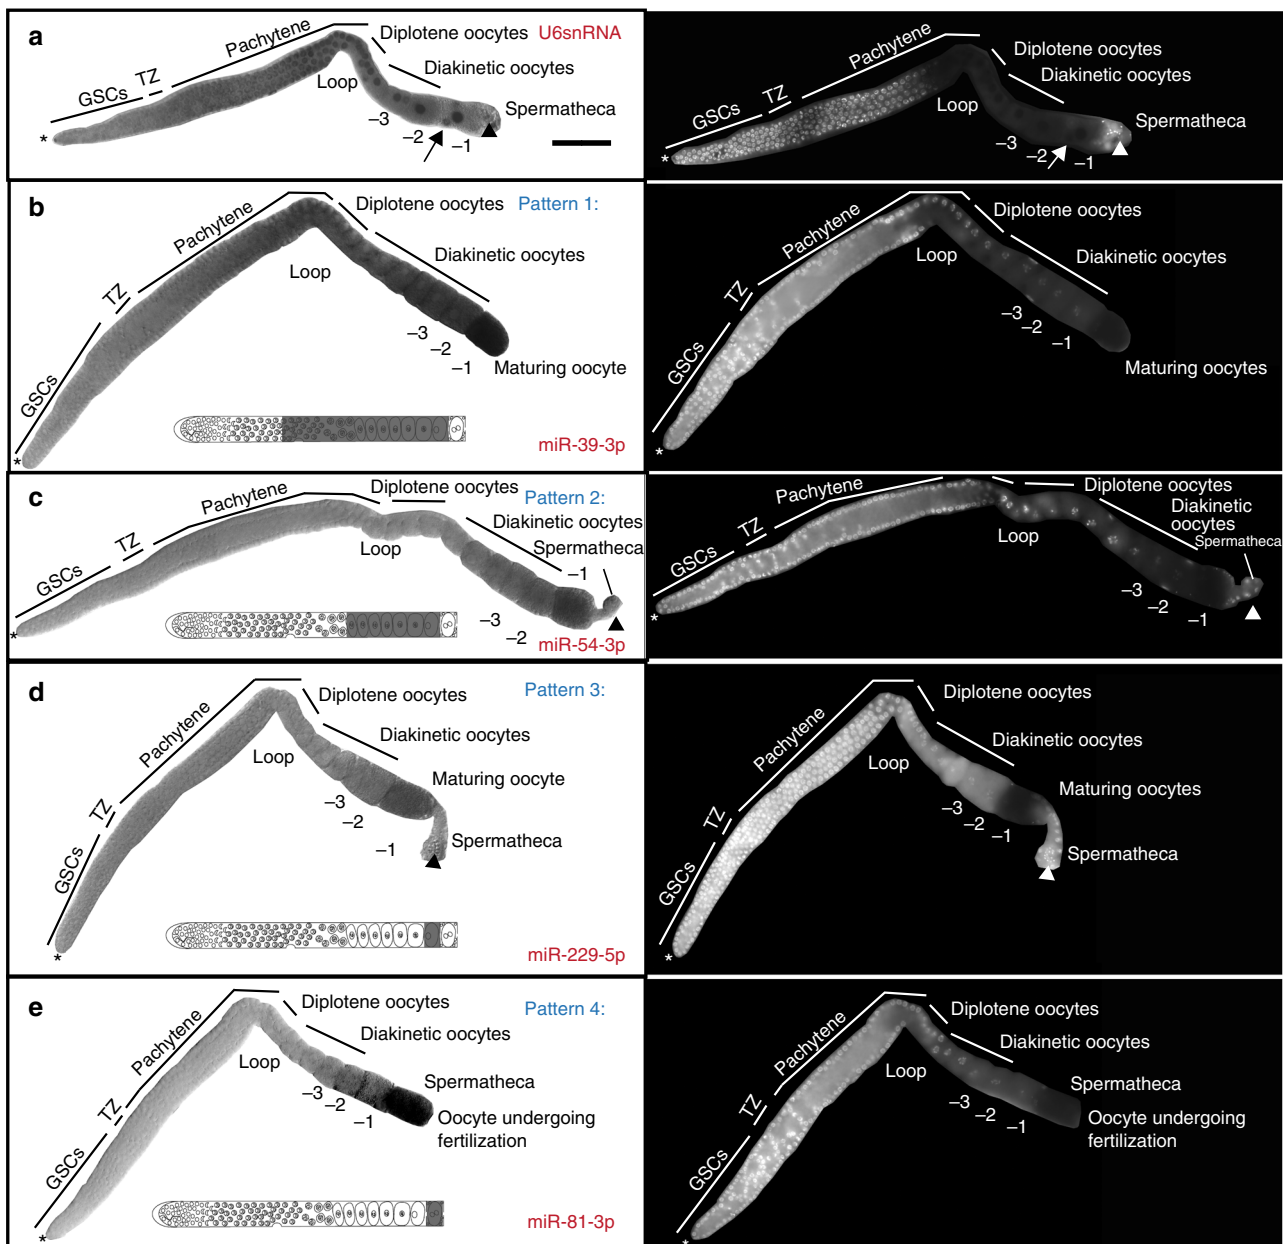 a
GSCs
TZ
Pachytene
Diplotene oocytes U6snRNA
Diakinetic oocytes
Loop
Spermatheca
–3
–2
–1
*
GSCs
TZ
Pachytene
Diplotene oocytes
Diakinetic oocytes
Loop
Spermatheca
–3
–2
–1
*
b
GSCs
TZ
Pachytene
Diplotene oocytes Pattern 1:
Diakinetic oocytes
Loop
–3
–2
–1
Maturing oocyte
miR-39-3p
*
GSCs
TZ
Pachytene
Diplotene oocytes
Diakinetic oocytes
Loop
–3
–2
–1
Maturing oocytes
*
c
GSCs
TZ
Pachytene
Diplotene oocytes Pattern 2:
Diakinetic oocytes
Spermatheca
Loop
–1
–3
–2
miR-54-3p
*
GSCs
TZ
Pachytene
Diplotene oocytes
Diakinetic
oocytes
Spermatheca
Loop
–3
–2
–1
*
d
GSCs
TZ
Pachytene
Pattern 3:
Diplotene oocytes
Diakinetic oocytes
Loop
Maturing oocyte
–3
–2
–1
Spermatheca
miR-229-5p
*
GSCs
TZ
Pachytene
Diplotene oocytes
Diakinetic oocytes
Loop
Maturing oocytes
–3
–2
–1
Spermatheca
*
e
GSCs
TZ
Pachytene
Diplotene oocytes Pattern 4:
Diakinetic oocytes
Loop
Spermatheca
–3
–2
–1
Oocyte undergoing
fertilization
miR-81-3p
*
GSCs
TZ
Pachytene
Diplotene oocytes
Diakinetic oocytes
Loop
Spermatheca
–3
–2
–1
Oocyte undergoing
fertilization
*